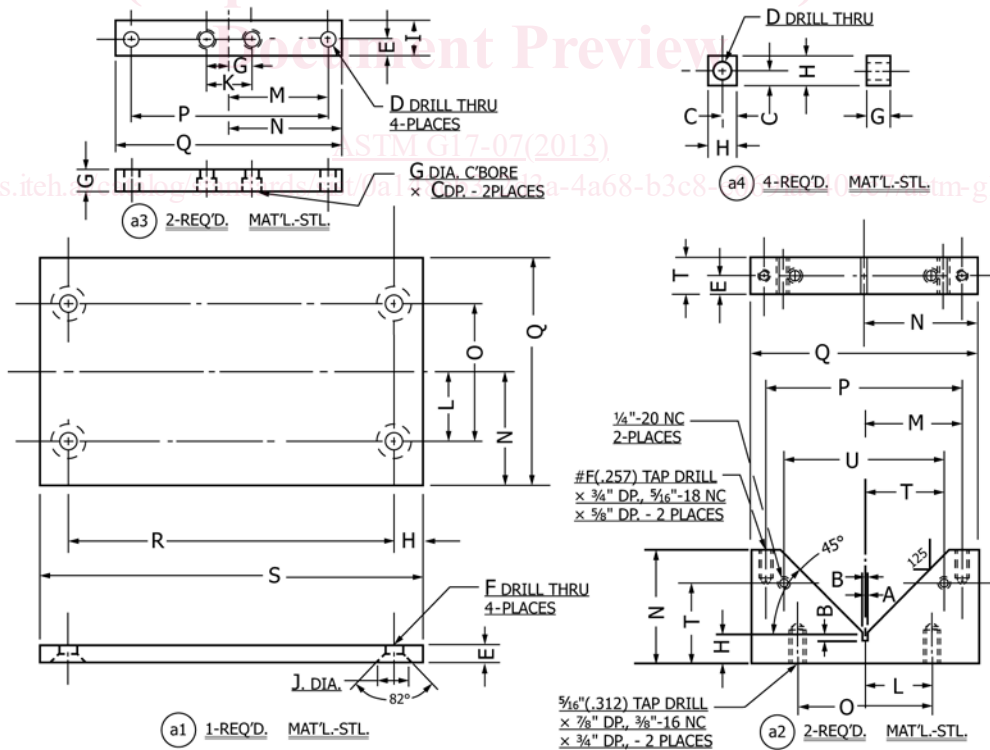 Document Preview
ASTM G17-07(2013)
D DRILL THRU
4-PLACES
I
E
G
K
M
P
N
Q
G
G DIA. C'BORE
× CDP. - 2PLACES
a3 2-REQ'D. MAT'L.-STL.
D DRILL THRU
H
C
C
H
G
a4 4-REQ'D. MAT'L.-STL.
O
Q
L
N
R
H
S
F DRILL THRU
4-PLACES
E
J. DIA.
82°
a1 1-REQ'D. MAT'L.-STL.
T
E
N
Q
P
M
U
T
¼"-20 NC
2-PLACES
#F(.257) TAP DRILL
× ¾" DP., 5⁄16"-18 NC
× ⅝" DP. - 2 PLACES
45°
125
B
A
B
N
T
H
L
O
5⁄16"(.312) TAP DRILL
× ⅞" DP., ⅜"-16 NC
× ¾" DP., - 2 PLACES
a2 2-REQ'D. MAT'L.-STL.